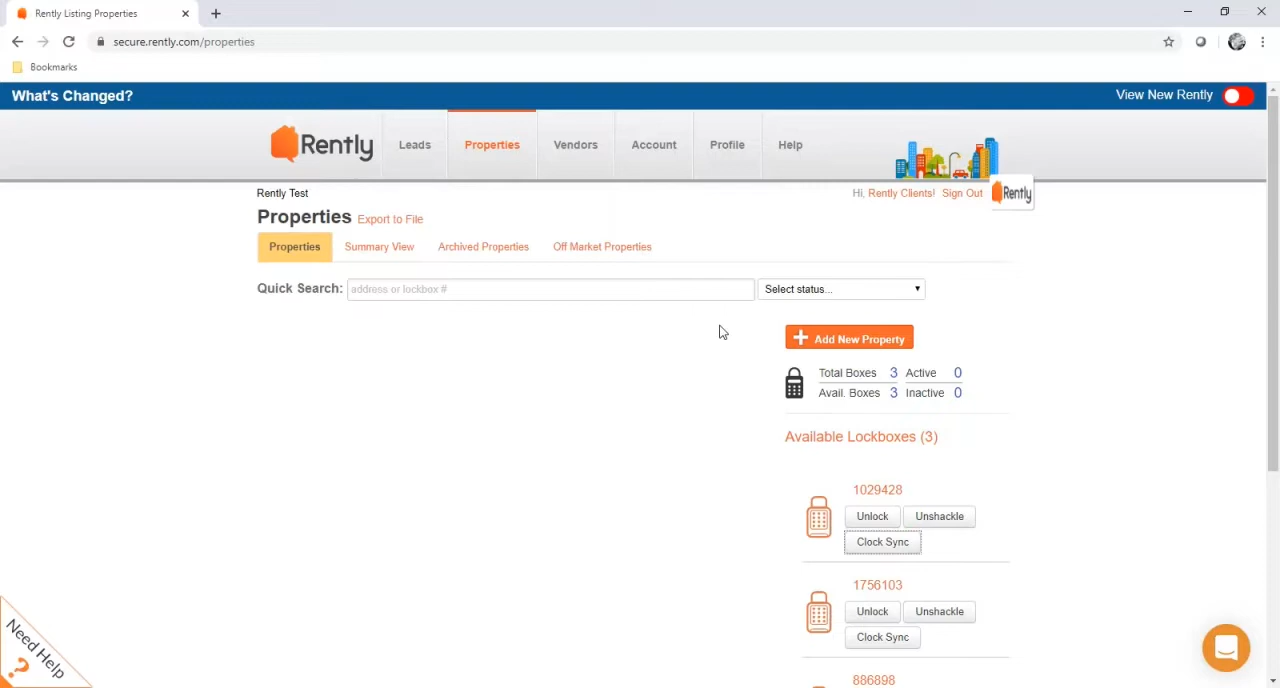 Rently Listing Properties
secure.rently.com/properties
Bookmarks
What's Changed?
View New Rently
Rently
Leads
Properties
Vendors
Account
Profile
Help
Rently Test
Hi, Rently Clients! Sign Out
Rently
Properties Export to File
Properties
Summary View
Archived Properties
Off Market Properties
Quick Search:
address or lockbox #
Select status...
Add New Property
Total Boxes 3 Active 0
Avail. Boxes 3 Inactive 0
Available Lockboxes (3)
1029428
Unlock
Unshackle
Clock Sync
1756103
Unlock
Unshackle
Clock Sync
886898
Need Help
?